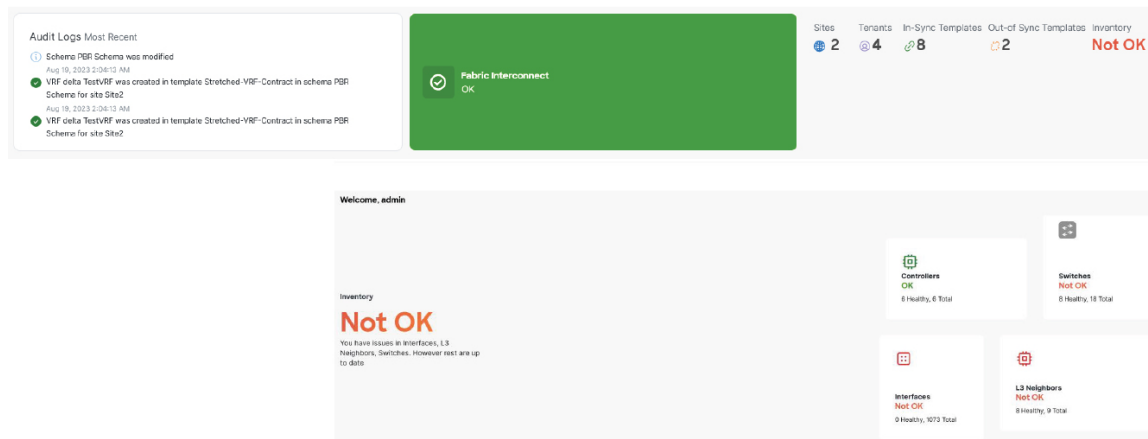 Audit Logs Most Recent
Schema PBR Schema was modified
Aug 19, 2023 2:04:13 AM
VRF delta TestVRF was created in template Stretched-VRF-Contract in schema PBR
Schema for site Site2
Aug 19, 2023 2:04:13 AM
VRF delta TestVRF was created in template Stretched-VRF-Contract in schema PBR
Schema for site Site2
Fabric Interconnect
OK
Sites Tenants In-Sync Templates Out-of Sync Templates Inventory
2 4 8 2 Not OK
Welcome, admin
Controllers
OK
6 Healthy, 6 Total
Switches
Not OK
8 Healthy, 18 Total
Inventory
Not OK
You have issues in Interfaces, L3
Neighbors, Switches. However rest are up
to date
Interfaces
Not OK
0 Healthy, 1073 Total
L3 Neighbors
Not OK
8 Healthy, 9 Total